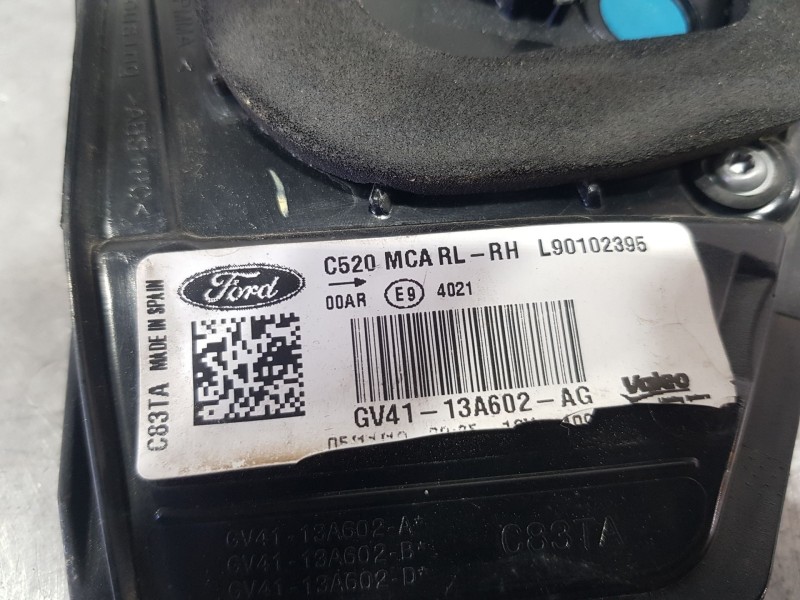 C520 MCA RL-RH L90102395
Ford
00AR E9 4021
MADE IN SPAIN
C83TA
GV41-13A602-AG
Valeo
GV41-13A602-A*
GV41-13A602-B*
GV41-13A602-D*
C83TA